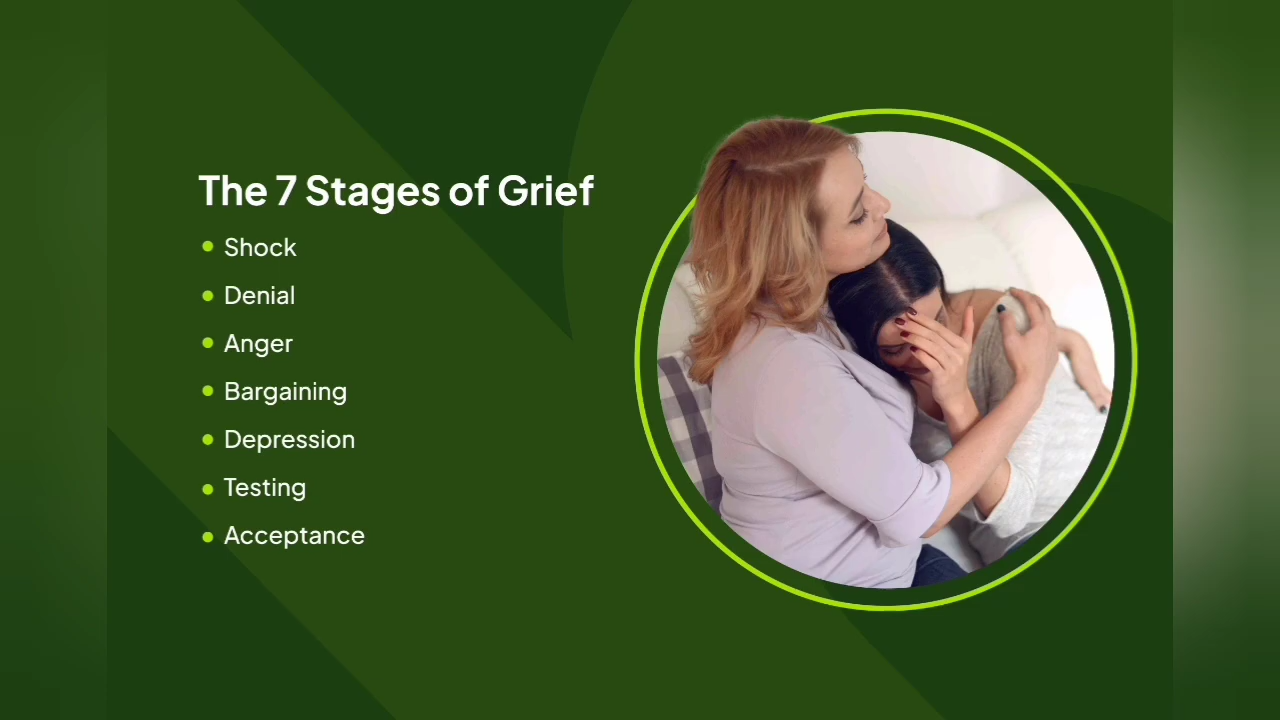 The 7 Stages of Grief
Shock
Denial
Anger
Bargaining
Depression
Testing
Acceptance